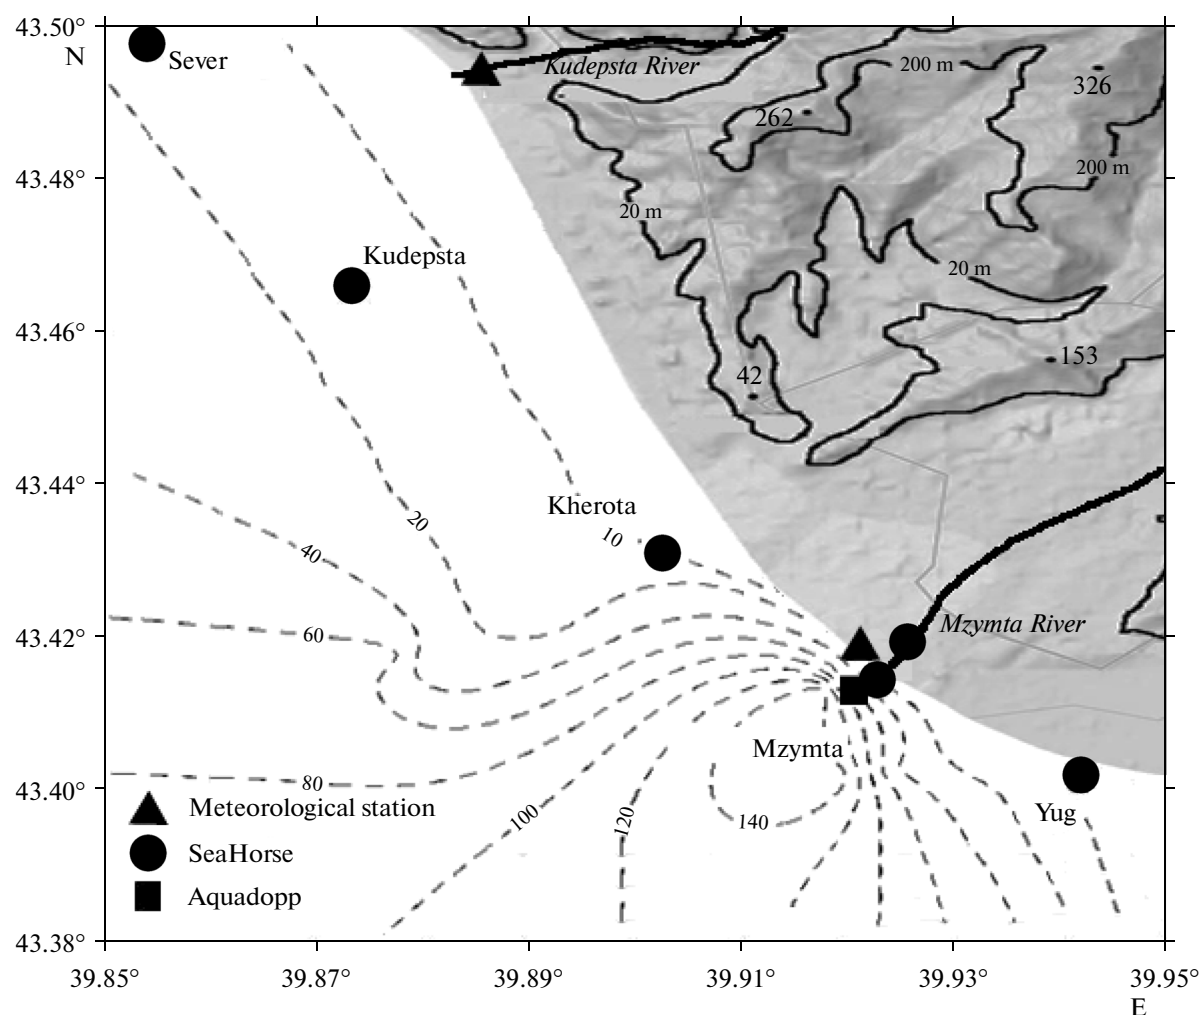 43.50°
N
Sever
Kudepsta River
200 m
326
262
43.48°
200 m
20 m
Kudepsta
20 m
43.46°
153
42
43.44°
Kherota
20
10
40
43.42°
60
Mzymta River
Mzymta
43.40°
80
Meteorological station
100
120
140
Yug
SeaHorse
Aquadopp
43.38°
39.85°
39.87°
39.89°
39.91°
39.93°
39.95°
E